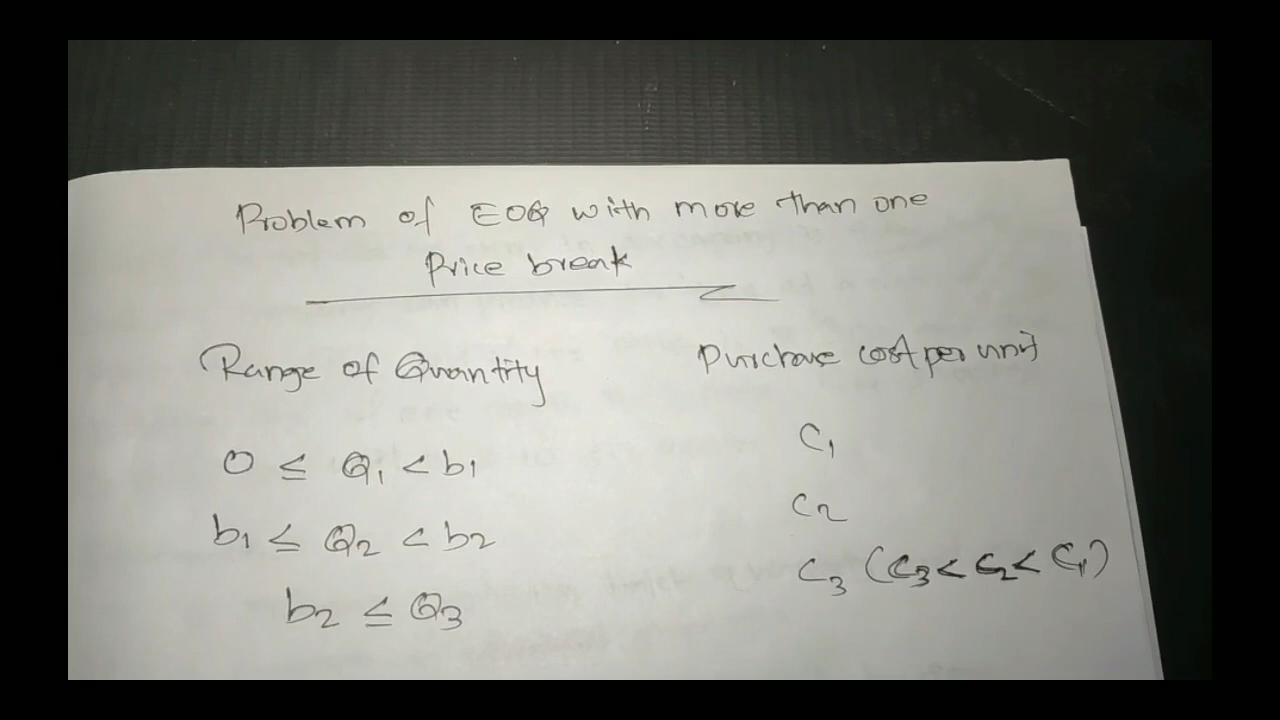 Problem of EOQ with more than one
Price break
Range of Quantity Purchase cost per unit
0 ≤ Q1 < b1 C1
b1 ≤ Q2 < b2 C2
b2 ≤ Q3 C3 (C3 < C2 < C1)